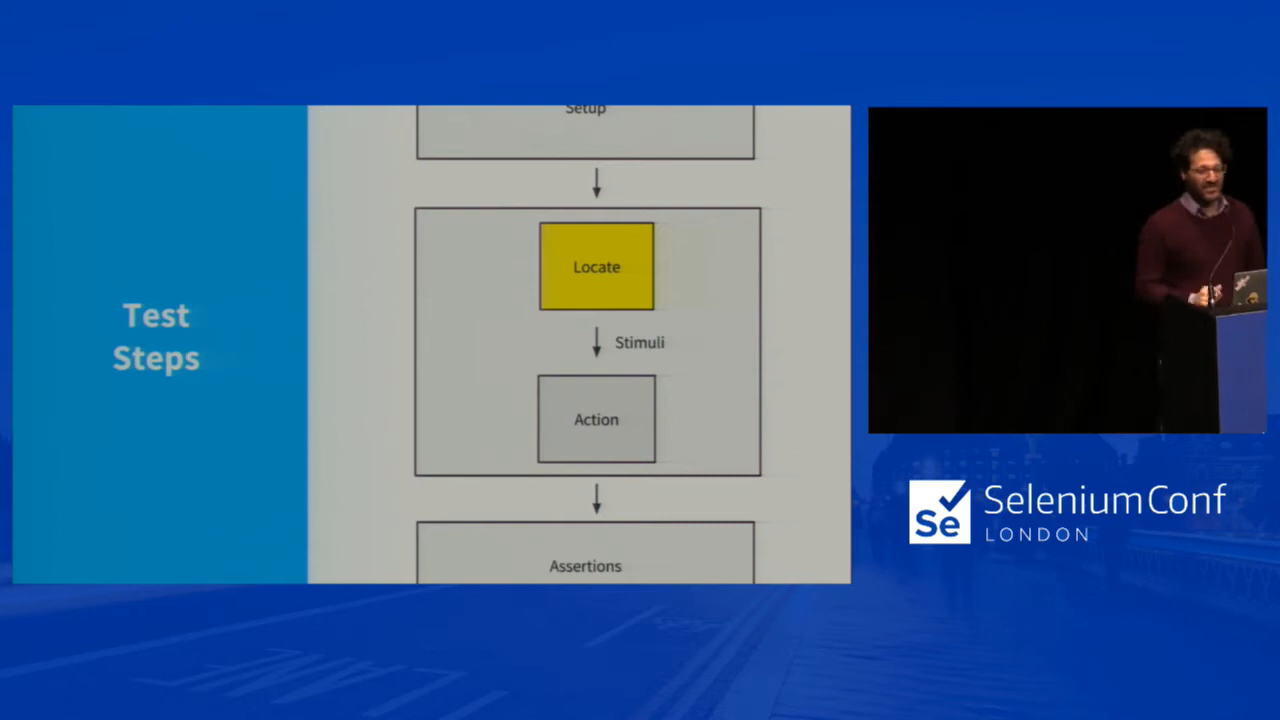 Test
Steps
Setup
Locate
Stimuli
Action
Assertions
Se
SeleniumConf
LONDON